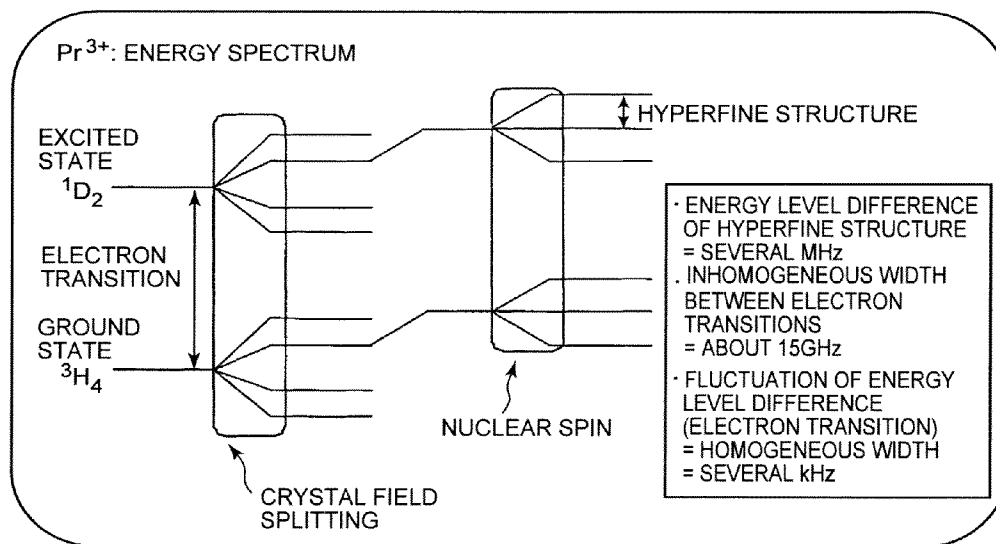 Pr³⁺: ENERGY SPECTRUM
EXCITED
STATE
¹D₂
ELECTRON
TRANSITION
GROUND
STATE
³H₄
CRYSTAL FIELD
SPLITTING
NUCLEAR SPIN
HYPERFINE STRUCTURE
· ENERGY LEVEL DIFFERENCE
OF HYPERFINE STRUCTURE
= SEVERAL MHz
. INHOMOGENEOUS WIDTH
BETWEEN ELECTRON
TRANSITIONS
= ABOUT 15GHz
· FLUCTUATION OF ENERGY
LEVEL DIFFERENCE
(ELECTRON TRANSITION)
= HOMOGENEOUS WIDTH
= SEVERAL kHz